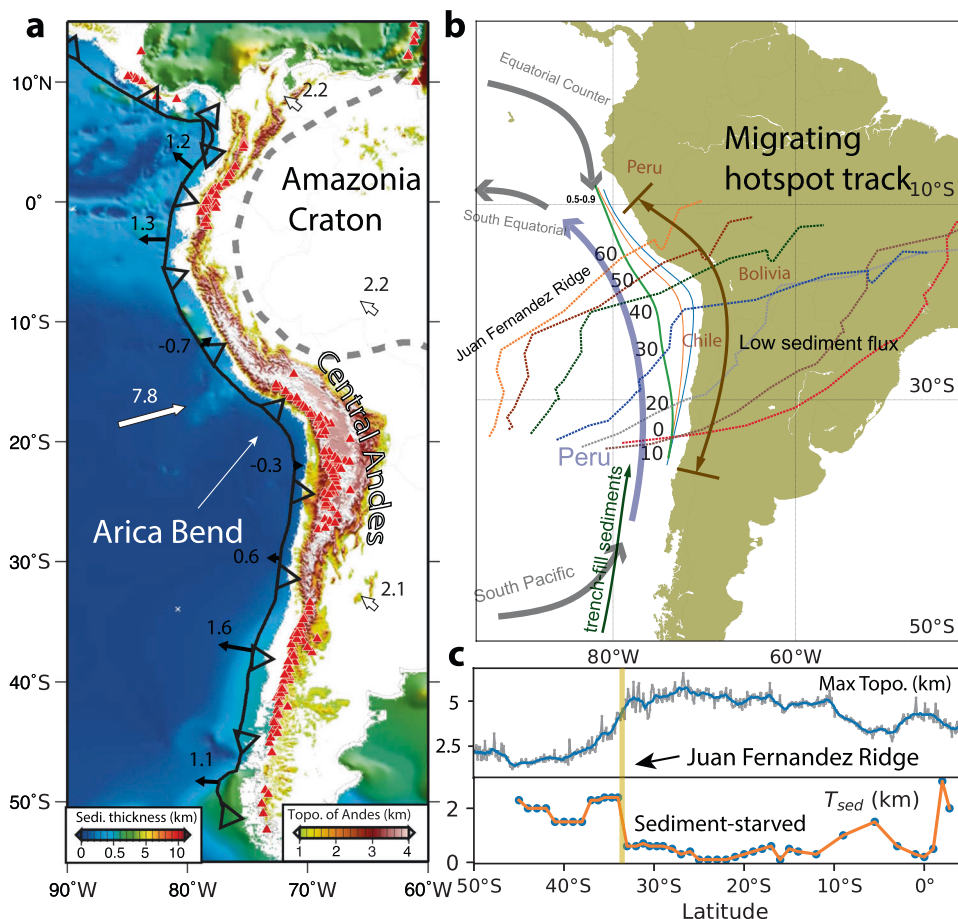 a
10°N
0°
10°S
20°S
30°S
40°S
50°S
90°W
80°W
70°W
60°W
2.2
1.2
Amazonia
Craton
1.3
2.2
-0.7
7.8
Central Andes
-0.3
Arica Bend
0.6
2.1
1.6
1.1
Sedi. thickness (km)
0 0.5 5 10
Topo. of Andes (km)
1 2 3 4
b
Equatorial Counter
Migrating
hotspot track
Peru
10°S
0.5-0.9
South Equatorial
60
50
40
30
20
0
10
Bolivia
Juan Fernandez Ridge
Chile
Low sediment flux
30°S
Peru
trench-fill sediments
South Pacific
50°S
80°W
60°W
c
5
2.5
Max Topo. (km)
Juan Fernandez Ridge
2
0
Tsed (km)
Sediment-starved
50°S
40°S
30°S
20°S
10°S
0°
Latitude